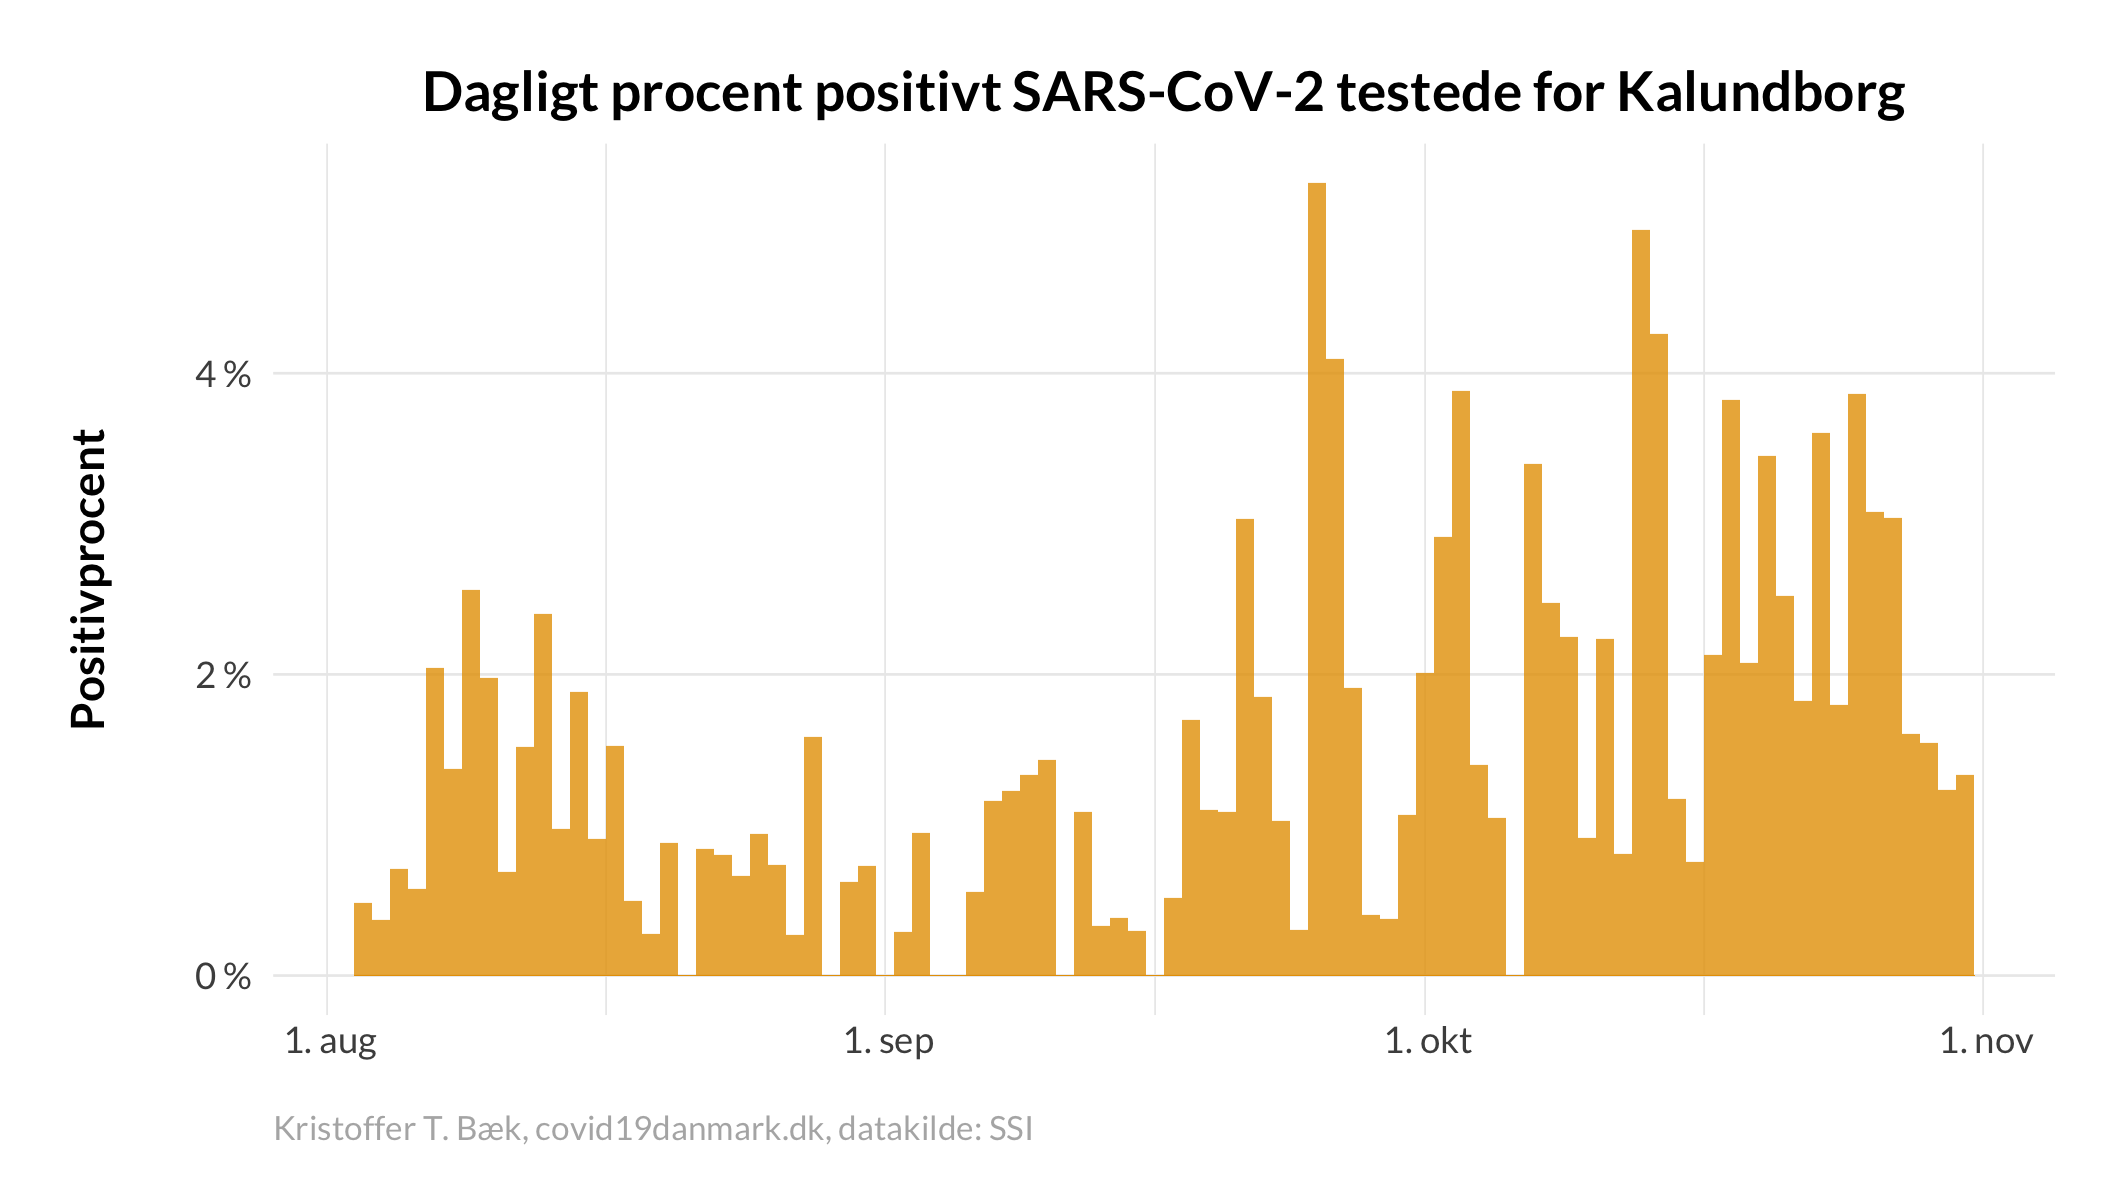 Dagligt procent positivt SARS-CoV-2 testede for Kalundborg
Positivprocent
4 %
2 %
0 %
1. aug
1. sep
1. okt
1. nov
Kristoffer T. Bæk, covid19danmark.dk, datakilde: SSI